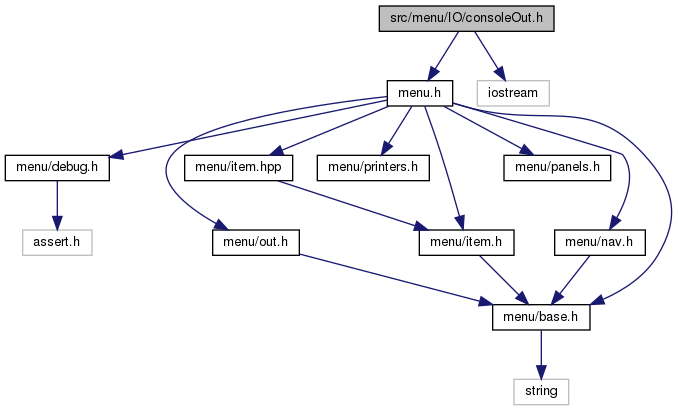 src/menu/IO/consoleOut.h
menu.h
iostream
menu/debug.h
menu/item.hpp
menu/printers.h
menu/panels.h
assert.h
menu/out.h
menu/item.h
menu/nav.h
menu/base.h
string